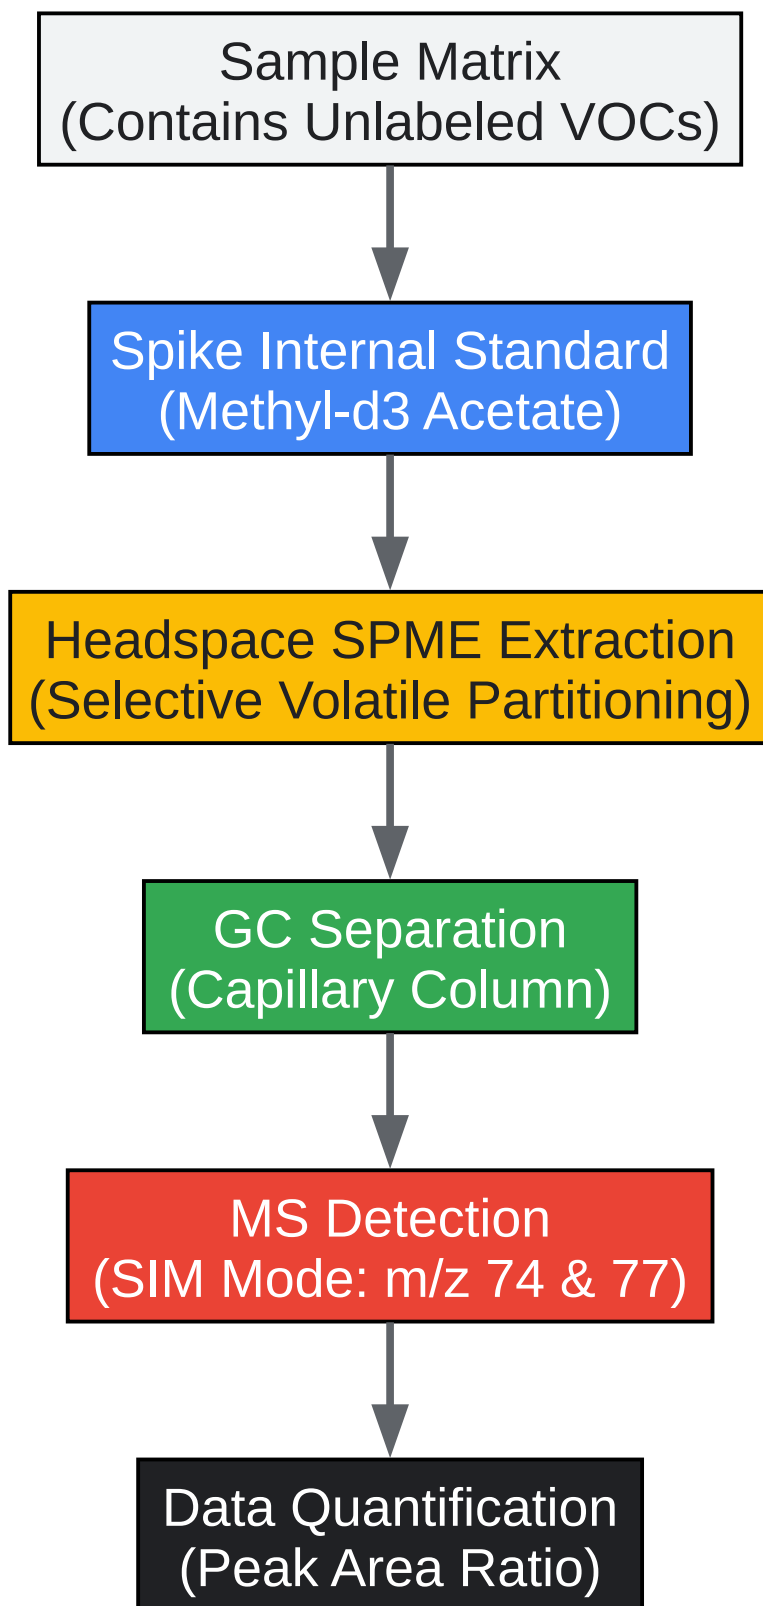 Sample Matrix
(Contains Unlabeled VOCs)
Spike Internal Standard
(Methyl-d3 Acetate)
Headspace SPME Extraction
(Selective Volatile Partitioning)
GC Separation
(Capillary Column)
MS Detection
(SIM Mode: m/z 74 & 77)
Data Quantification
(Peak Area Ratio)